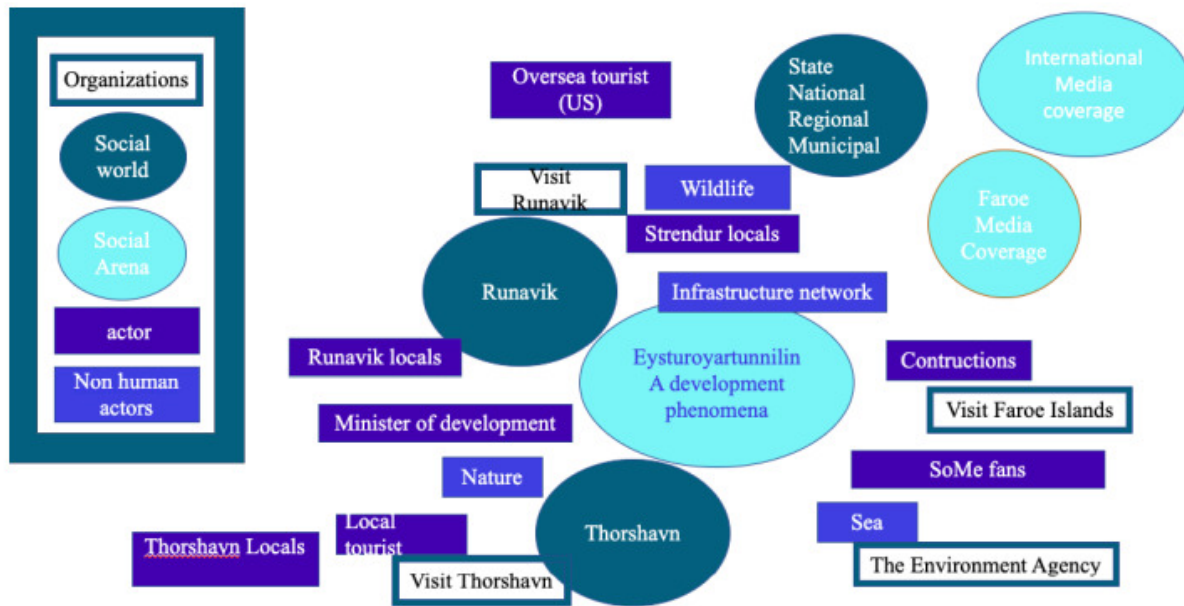 Organizations
Social
world
Social
Arena
actor
Non human
actors
Oversea tourist
(US)
State
National
Regional
Municipal
International
Media
coverage
Visit
Runavik
Wildlife
Faroe
Media
Coverage
Strendur locals
Runavik
Infrastructure network
Runavik locals
Eysturoyartunnilin
A development
phenomena
Contructions
Visit Faroe Islands
Minister of development
SoMe fans
Nature
Sea
Thorshavn
Local
tourist
Thorshavn Locals
Visit Thorshavn
The Environment Agency